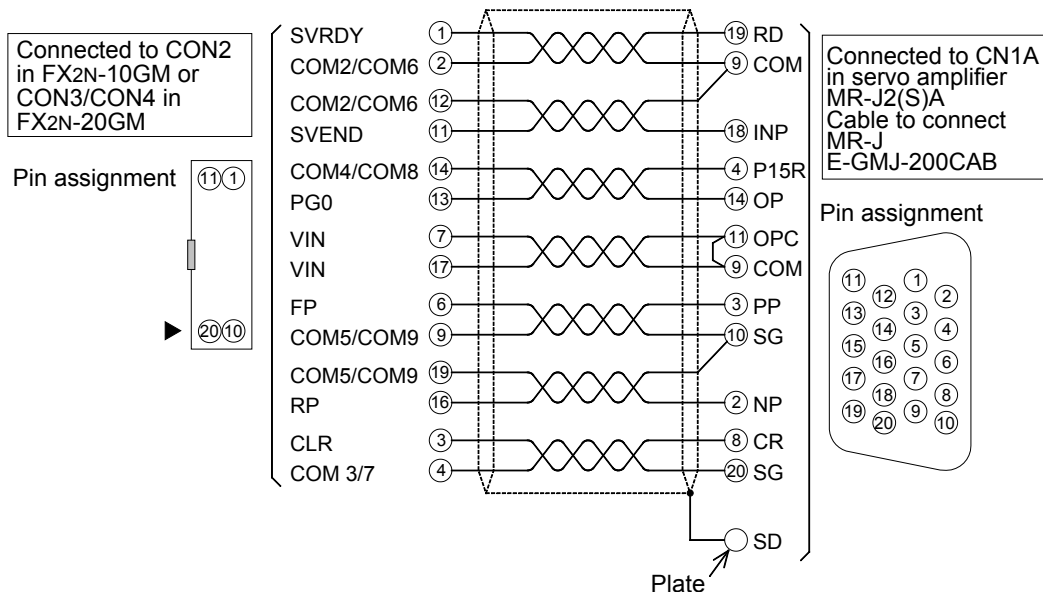 Connected to CON2
in FX2N-10GM or
CON3/CON4 in
FX2N-20GM
Pin assignment
11 1
20 10
SVRDY 1 19 RD
COM2/COM6 2 9 COM
COM2/COM6 12
SVEND 11 18 INP
COM4/COM8 14 4 P15R
PG0 13 14 OP
VIN 7 11 OPC
VIN 17 9 COM
FP 6 3 PP
COM5/COM9 9 10 SG
COM5/COM9 19
RP 16 2 NP
CLR 3 8 CR
COM 3/7 4 20 SG
SD
Plate
Connected to CN1A
in servo amplifier
MR-J2(S)A
Cable to connect
MR-J
E-GMJ-200CAB
Pin assignment
11 1
12 2
13 3
14 4
15 5
16 6
17 7
18 8
19 9
20 10